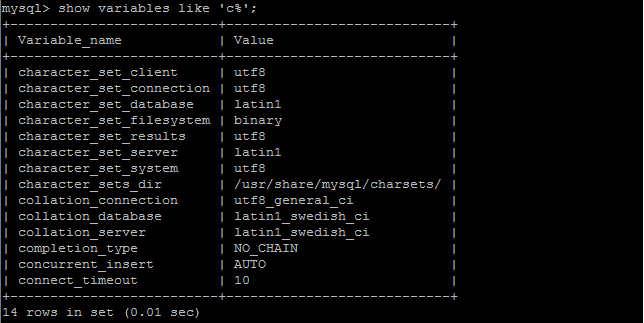 mysql> show variables like 'c%';
+--------------------------+----------------------------+
| Variable_name            | Value                      |
+--------------------------+----------------------------+
| character_set_client     | utf8                       |
| character_set_connection | utf8                       |
| character_set_database   | latin1                     |
| character_set_filesystem | binary                     |
| character_set_results    | utf8                       |
| character_set_server     | latin1                     |
| character_set_system     | utf8                       |
| character_sets_dir       | /usr/share/mysql/charsets/ |
| collation_connection     | utf8_general_ci            |
| collation_database       | latin1_swedish_ci          |
| collation_server         | latin1_swedish_ci          |
| completion_type          | NO_CHAIN                   |
| concurrent_insert        | AUTO                       |
| connect_timeout          | 10                         |
+--------------------------+----------------------------+
14 rows in set (0.01 sec)